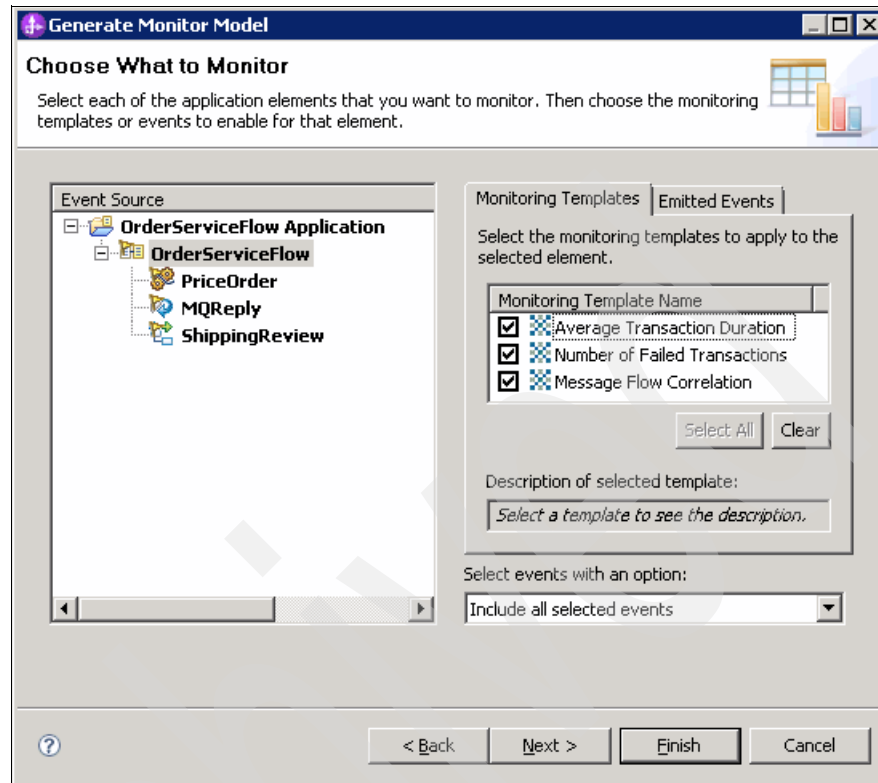 Generate Monitor Model
Choose What to Monitor
Select each of the application elements that you want to monitor. Then choose the monitoring
templates or events to enable for that element.
Event Source
OrderServiceFlow Application
OrderServiceFlow
PriceOrder
MQReply
ShippingReview
Monitoring Templates
Emitted Events
Select the monitoring templates to apply to the
selected element.
Monitoring Template Name
Average Transaction Duration
Number of Failed Transactions
Message Flow Correlation
Select All
Clear
Description of selected template:
Select a template to see the description.
Select events with an option:
Include all selected events
< Back
Next >
Finish
Cancel